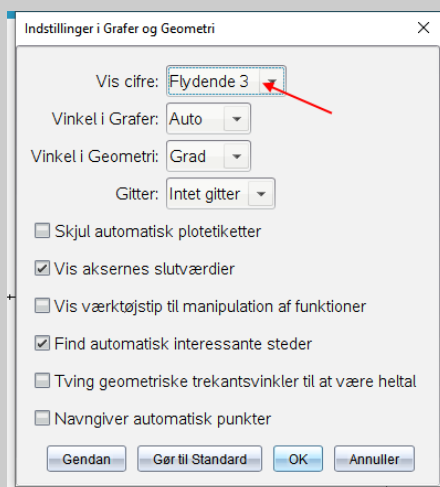 Indstillinger i Grafer og Geometri
Vis cifre: Flydende 3
Vinkel i Grafer: Auto
Vinkel i Geometri: Grad
Gitter: Intet gitter
Skjul automatisk plotetiketter
Vis aksernes slutværdier
Vis værktøjstip til manipulation af funktioner
Find automatisk interessante steder
Tving geometriske trekantsvinkler til at være heltal
Navngiver automatisk punkter
Gendan Gør til Standard OK Annuller